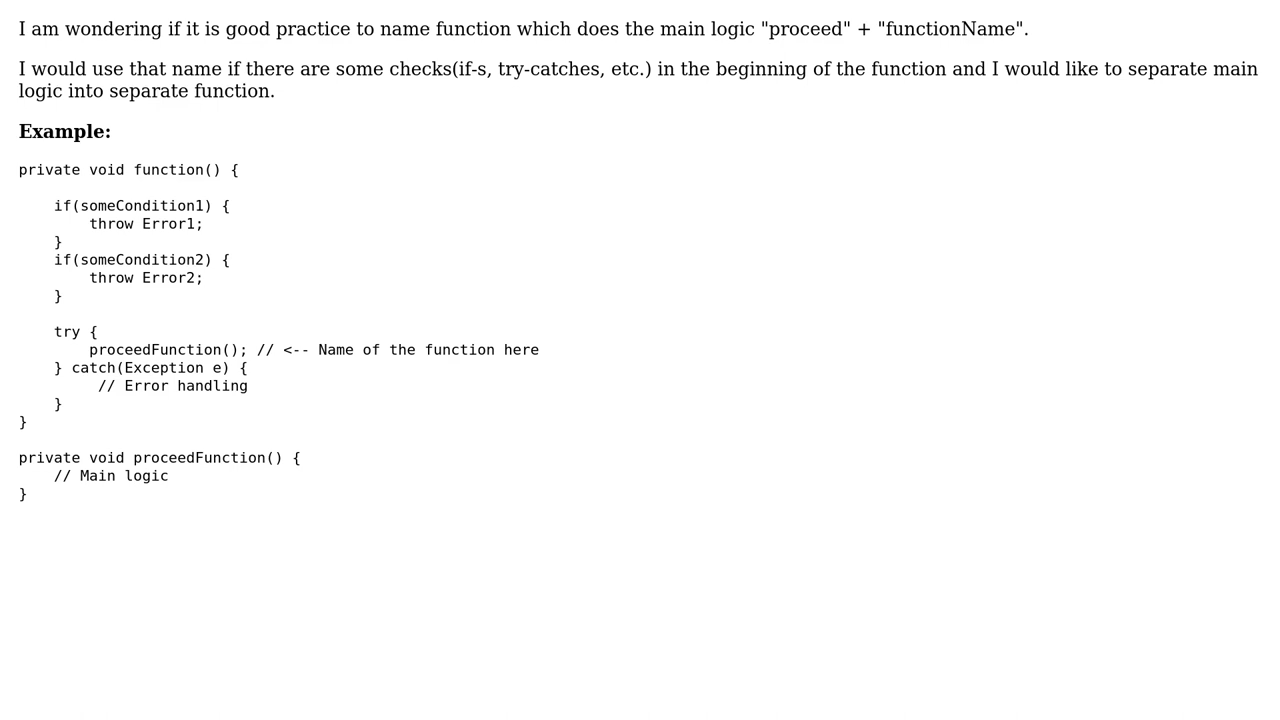 I am wondering if it is good practice to name function which does the main logic "proceed" + "functionName".
I would use that name if there are some checks(if-s, try-catches, etc.) in the beginning of the function and I would like to separate main
logic into separate function.
Example:
private void function() {
    if(someCondition1) {
        throw Error1;
    }
    if(someCondition2) {
        throw Error2;
    }
    try {
        proceedFunction(); // <-- Name of the function here
    } catch(Exception e) {
         // Error handling
    }
}
private void proceedFunction() {
    // Main logic
}